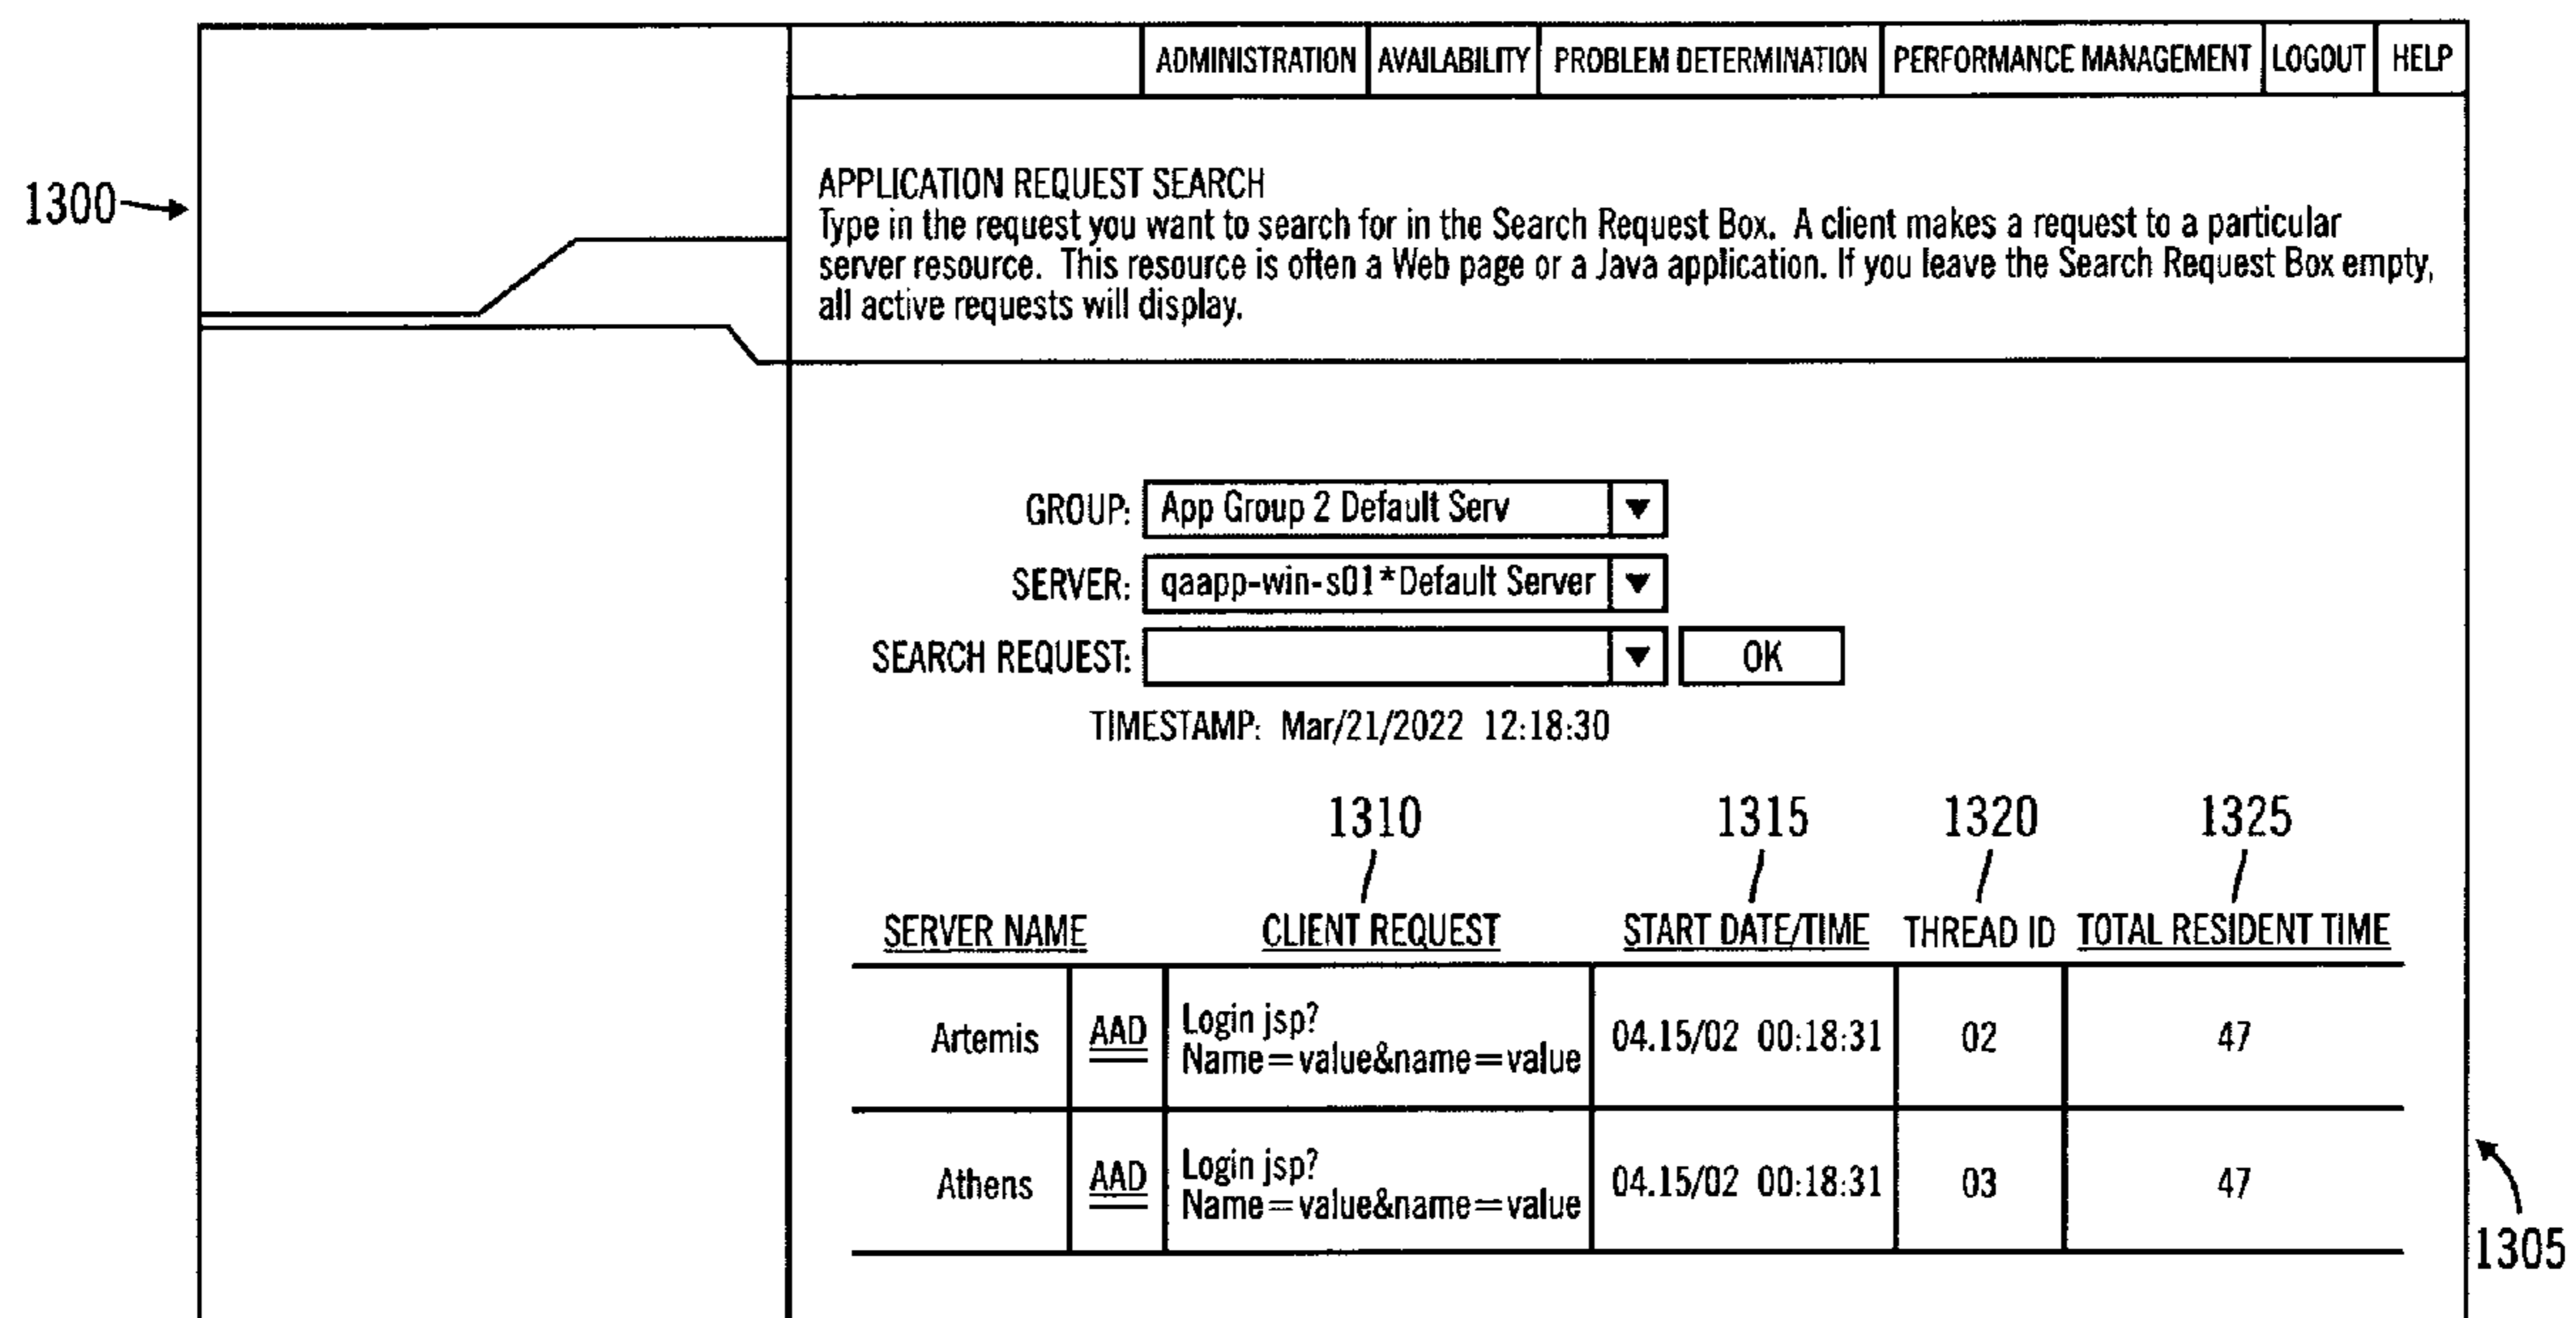 ADMINISTRATION AVAILABILITY PROBLEM DETERMINATION PERFORMANCE MANAGEMENT LOGOUT HELP
1300
APPLICATION REQUEST SEARCH
Type in the request you want to search for in the Search Request Box. A client makes a request to a particular
server resource. This resource is often a Web page or a Java application. If you leave the Search Request Box empty,
all active requests will display.
GROUP: App Group 2 Default Serv
SERVER: qaapp-win-s01*Default Server
SEARCH REQUEST: OK
TIMESTAMP: Mar/21/2022 12:18:30
1310 1315 1320 1325
SERVER NAME CLIENT REQUEST START DATE/TIME THREAD ID TOTAL RESIDENT TIME
Artemis AAD Login jsp? 04.15/02 00:18:31 02 47
Name=value&name=value
Athens AAD Login jsp? 04.15/02 00:18:31 03 47
Name=value&name=value
1305